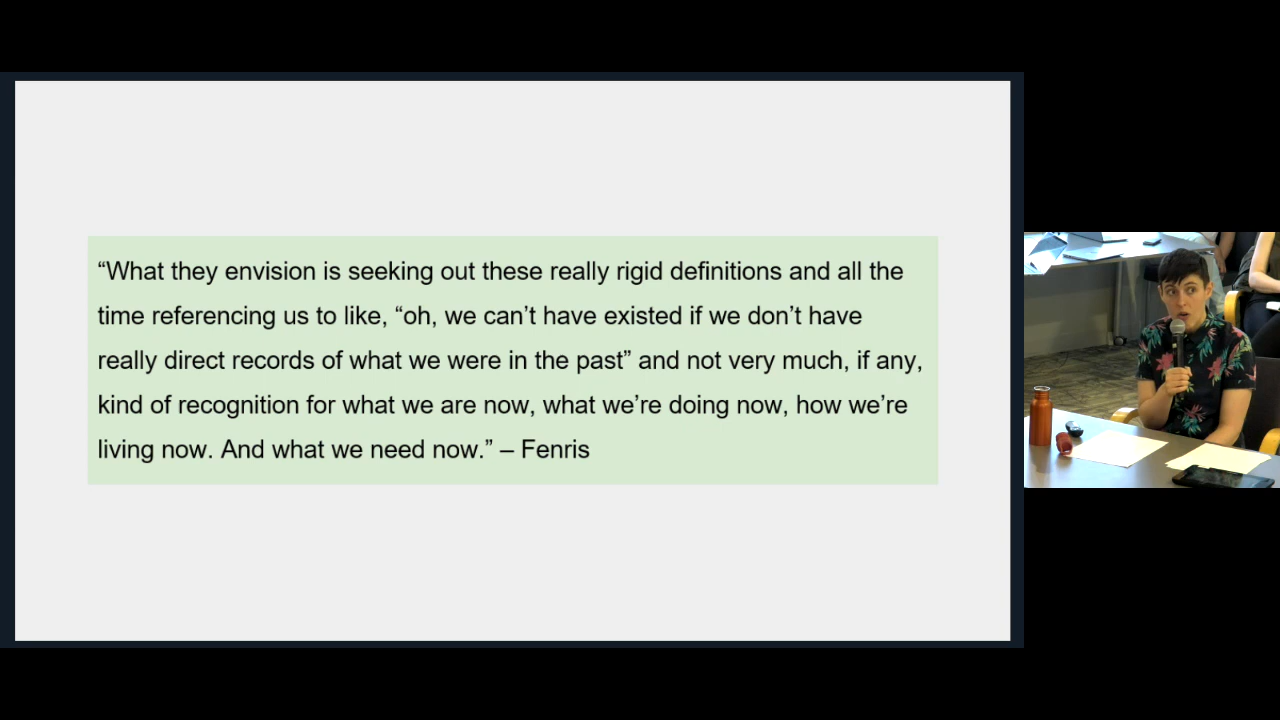 “What they envision is seeking out these really rigid definitions and all the
time referencing us to like, “oh, we can’t have existed if we don’t have
really direct records of what we were in the past” and not very much, if any,
kind of recognition for what we are now, what we’re doing now, how we’re
living now. And what we need now.” – Fenris